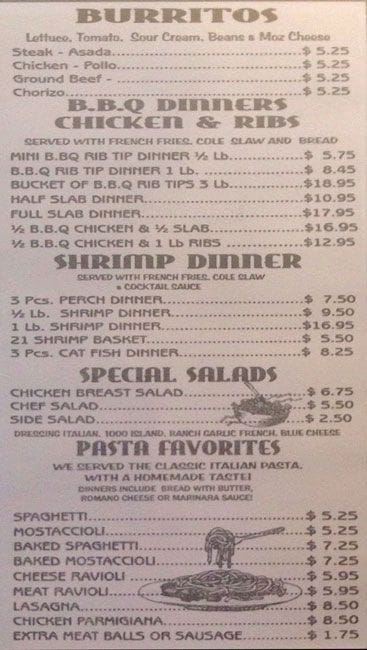 BURRITOS
Lettuce, Tomato, Sour Cream, Beans & Moz Cheese
Steak - Asada.....................................$ 5.25
Chicken - Pollo...................................$ 5.25
Ground Beef - ....................................$ 5.25
Chorizo...........................................$ 5.25
B.B.Q DINNERS
CHICKEN & RIBS
SERVED WITH FRENCH FRIES, COLE SLAW AND BREAD
MINI B.BQ RIB TIP DINNER ½ Lb....................$ 5.75
B.B.Q RIB TIP DINNER 1 Lb. ......................$ 8.45
BUCKET OF B.B.Q RIB TIPS 3 Lb....................$18.95
HALF SLAB DINNER.................................$10.95
FULL SLAB DINNER.................................$17.95
½ B.B.Q CHICKEN & ½ SLAB.........................$16.95
½ B.B.Q CHICKEN & 1 Lb RIBS .....................$12.95
SHRIMP DINNER
SERVED WITH FRENCH FRIES, COLE SLAW
& COCKTAIL SAUCE
3 Pcs. PERCH DINNER..............................$ 7.50
½ Lb. SHRIMP DINNER..............................$ 9.50
1 Lb. SHRIMP DINNER..............................$16.95
21 SHRIMP BASKET.................................$ 5.50
3 Pcs. CAT FISH DINNER...........................$ 8.25
SPECIAL SALADS
CHICKEN BREAST SALAD.............................$ 6.75
CHEF SALAD.......................................$ 5.50
SIDE SALAD.......................................$ 2.50
DRESSING ITALIAN, 1000 ISLAND, RANCH GARLIC FRENCH, BLUE CHEESE
PASTA FAVORITES
WE SERVED THE CLASSIC ITALIAN PASTA,
WITH A HOMEMADE TASTE!
DINNERS INCLUDE BREAD WITH BUTTER,
ROMANO CHEESE OR MARINARA SAUCE!
SPAGHETTI........................................$ 5.25
MOSTACCIOLI......................................$ 5.25
BAKED SPAGHETTI..................................$ 7.25
BAKED MOSTACCIOLI................................$ 7.25
CHEESE RAVIOLI ..................................$ 5.95
MEAT RAVIOLI.....................................$ 5.95
LASAGNA..........................................$ 8.50
CHICKEN PARMIGIANA...............................$ 8.50
EXTRA MEAT BALLS OR SAUSAGE......................$ 1.75